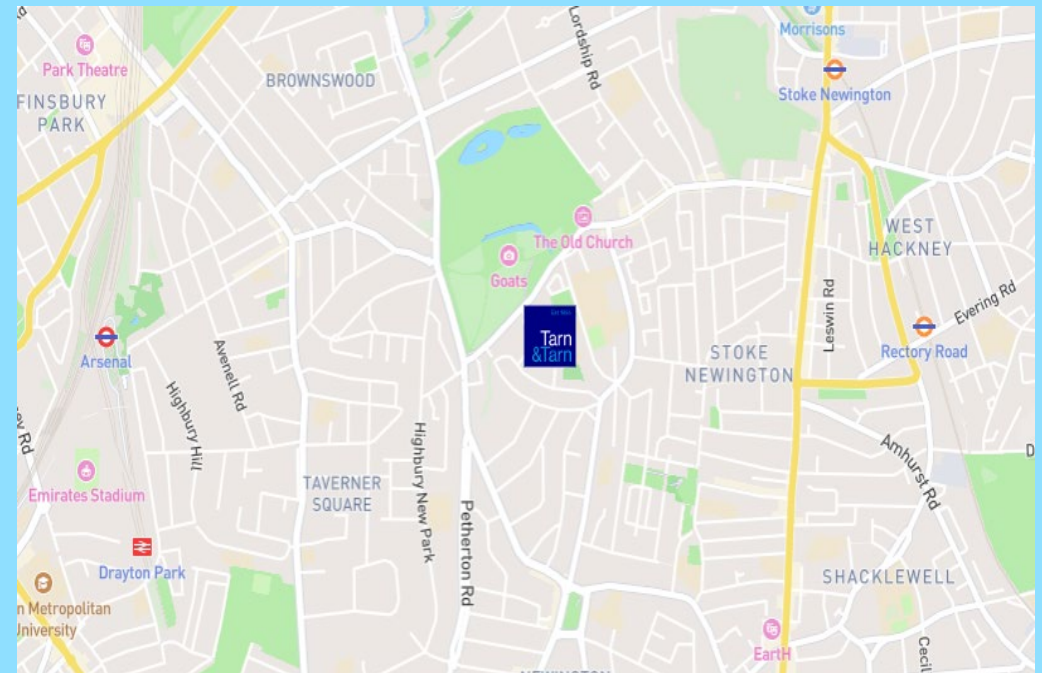 Morrisons
Lordship Rd
Park Theatre
BROWNSWOOD
Stoke Newington
FINSBURY
PARK
WEST
HACKNEY
The Old Church
Goats
Leswin Rd
Evering Rd
Tarn
&Tarn
Arsenal
Avenell Rd
Rectory Road
STOKE
NEWINGTON
Highbury Hill
Highbury New Park
Amhurst Rd
Emirates Stadium
TAVERNER
SQUARE
Petherton Rd
Drayton Park
SHACKLEWELL
n Metropolitan
University
EartH
Cecil